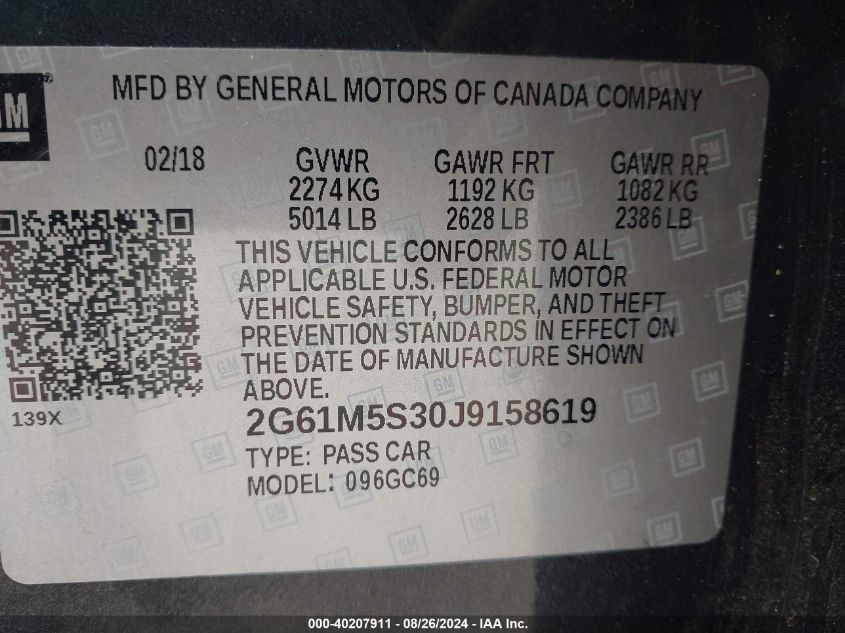 GM
MFD BY GENERAL MOTORS OF CANADA COMPANY
02/18 GVWR GAWR FRT GAWR RR
2274 KG 1192 KG 1082 KG
5014 LB 2628 LB 2386 LB
THIS VEHICLE CONFORMS TO ALL
APPLICABLE U.S. FEDERAL MOTOR
VEHICLE SAFETY, BUMPER, AND THEFT
PREVENTION STANDARDS IN EFFECT ON
THE DATE OF MANUFACTURE SHOWN
ABOVE.
139X
2G61M5S30J9158619
TYPE: PASS CAR
MODEL: 096GC69
000-40207911 - 08/26/2024 - IAA Inc.